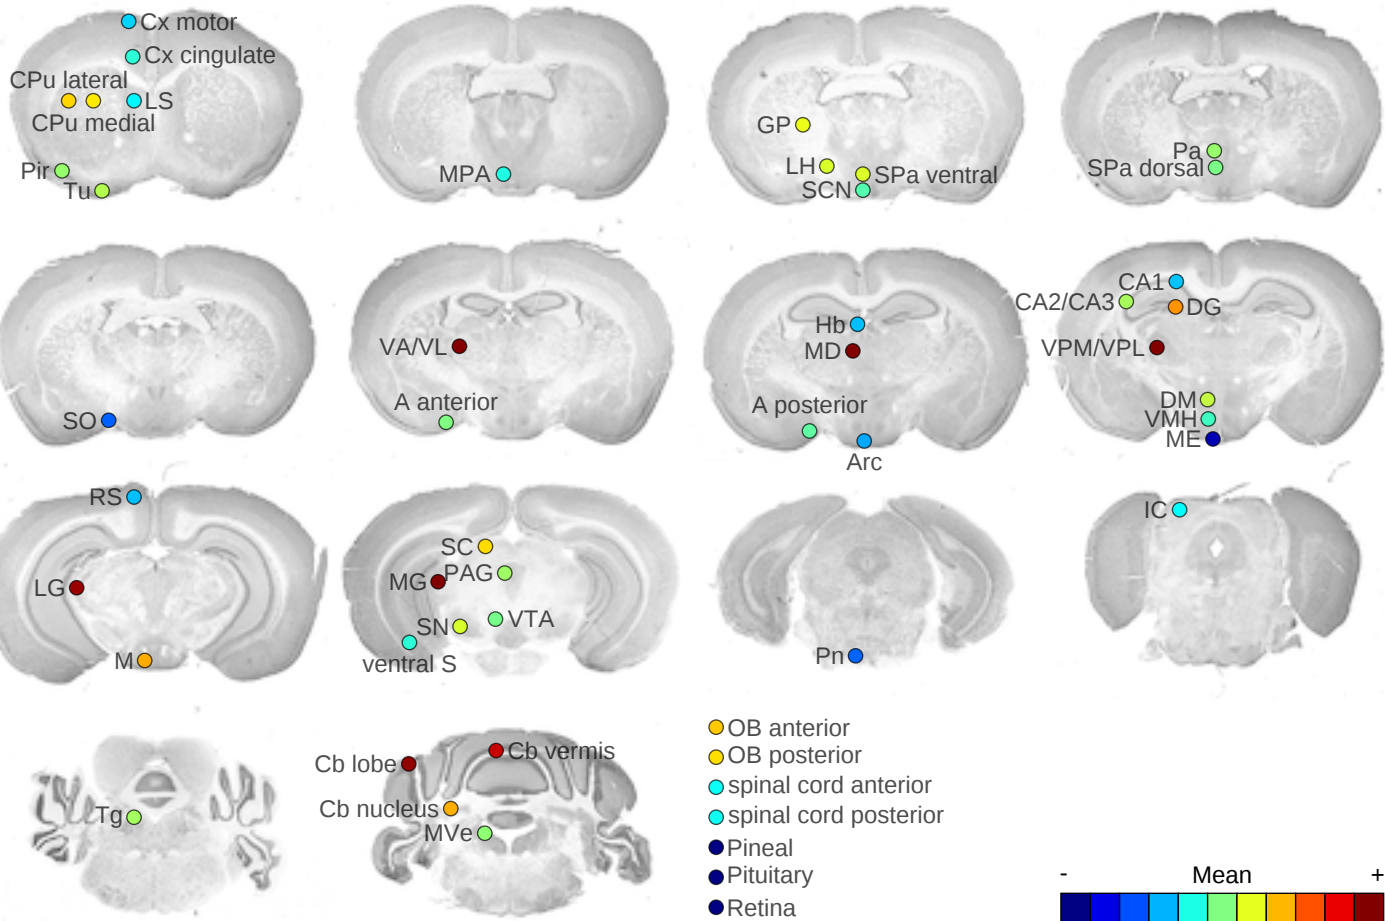 Cx motor
Cx cingulate
CPu lateral
LS
CPu medial
Pir
Tu
MPA
GP
LH
SPa ventral
SCN
Pa
SPa dorsal
SO
VA/VL
A anterior
Hb
MD
A posterior
Arc
CA1
CA2/CA3
DG
VPM/VPL
DM
VMH
ME
RS
LG
M
SC
MG
PAG
SN
VTA
ventral S
Pn
IC
Tg
Cb lobe
Cb vermis
Cb nucleus
MVe
OB anterior
OB posterior
spinal cord anterior
spinal cord posterior
Pineal
Pituitary
Retina
- Mean +